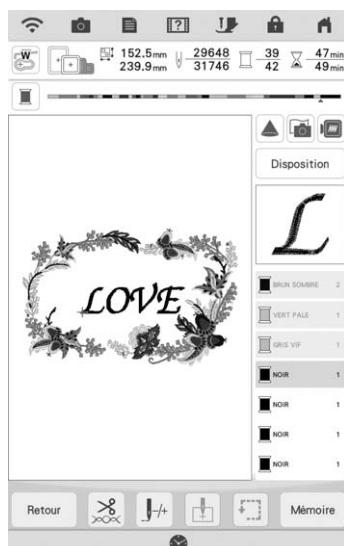 W
152.5mm
239.9mm
29648
31746
39
42
47min
49min
Disposition
L
BRUN SOMBRE 2
VERT PALE 1
GRIS VIF 1
NOIR 1
NOIR 1
NOIR 1
NOIR 1
LOVE
Retour
-/+
Mémoire